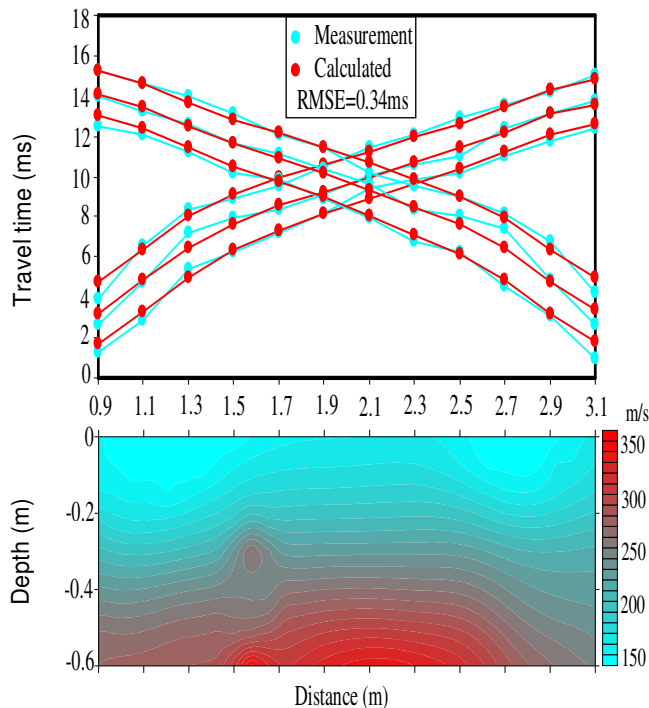 18
16
14
12
10
8
6
4
2
0
Travel time (ms)
Measurement
Calculated
RMSE=0.34ms
0.9 1.1 1.3 1.5 1.7 1.9 2.1 2.3 2.5 2.7 2.9 3.1
m/s
0
-0.2
-0.4
-0.6
Depth (m)
350
300
250
200
150
Distance (m)